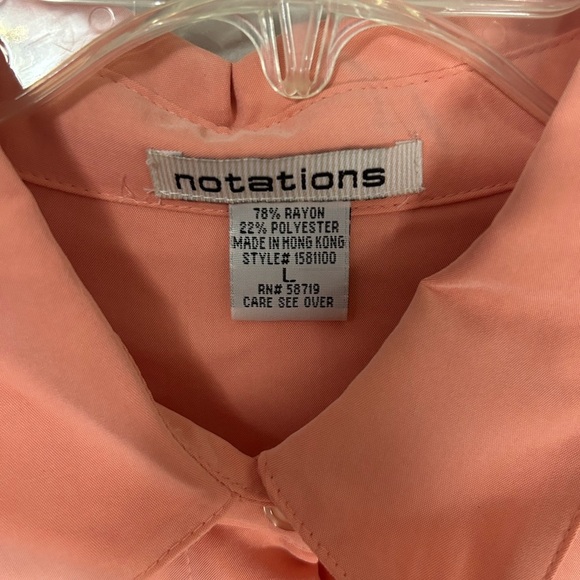 notations
78% RAYON
22% POLYESTER
MADE IN HONG KONG
STYLE# 1581100
L
RN# 58719
CARE SEE OVER